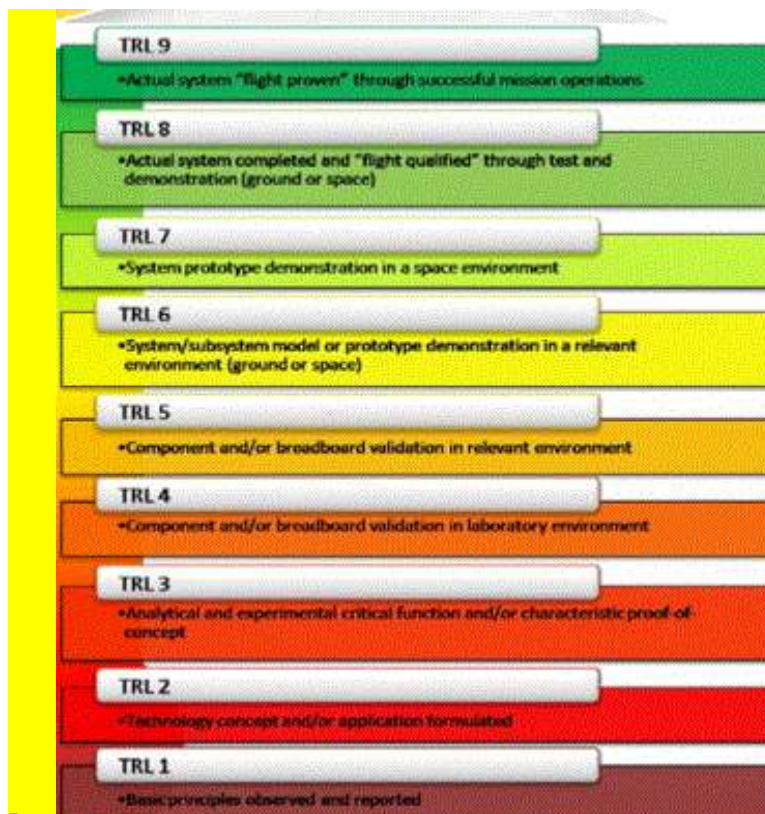 TRL 9
•Actual system "flight proven" through successful mission operations
TRL 8
•Actual system completed and "flight qualified" through test and
demonstration (ground or space)
TRL 7
•System prototype demonstration in a space environment
TRL 6
•System/subsystem model or prototype demonstration in a relevant
environment (ground or space)
TRL 5
•Component and/or breadboard validation in relevant environment
TRL 4
•Component and/or breadboard validation in laboratory environment
TRL 3
•Analytical and experimental critical function and/or characteristic proof-of-
concept
TRL 2
•Technology concept and/or application formulated
TRL 1
•Basic principles observed and reported